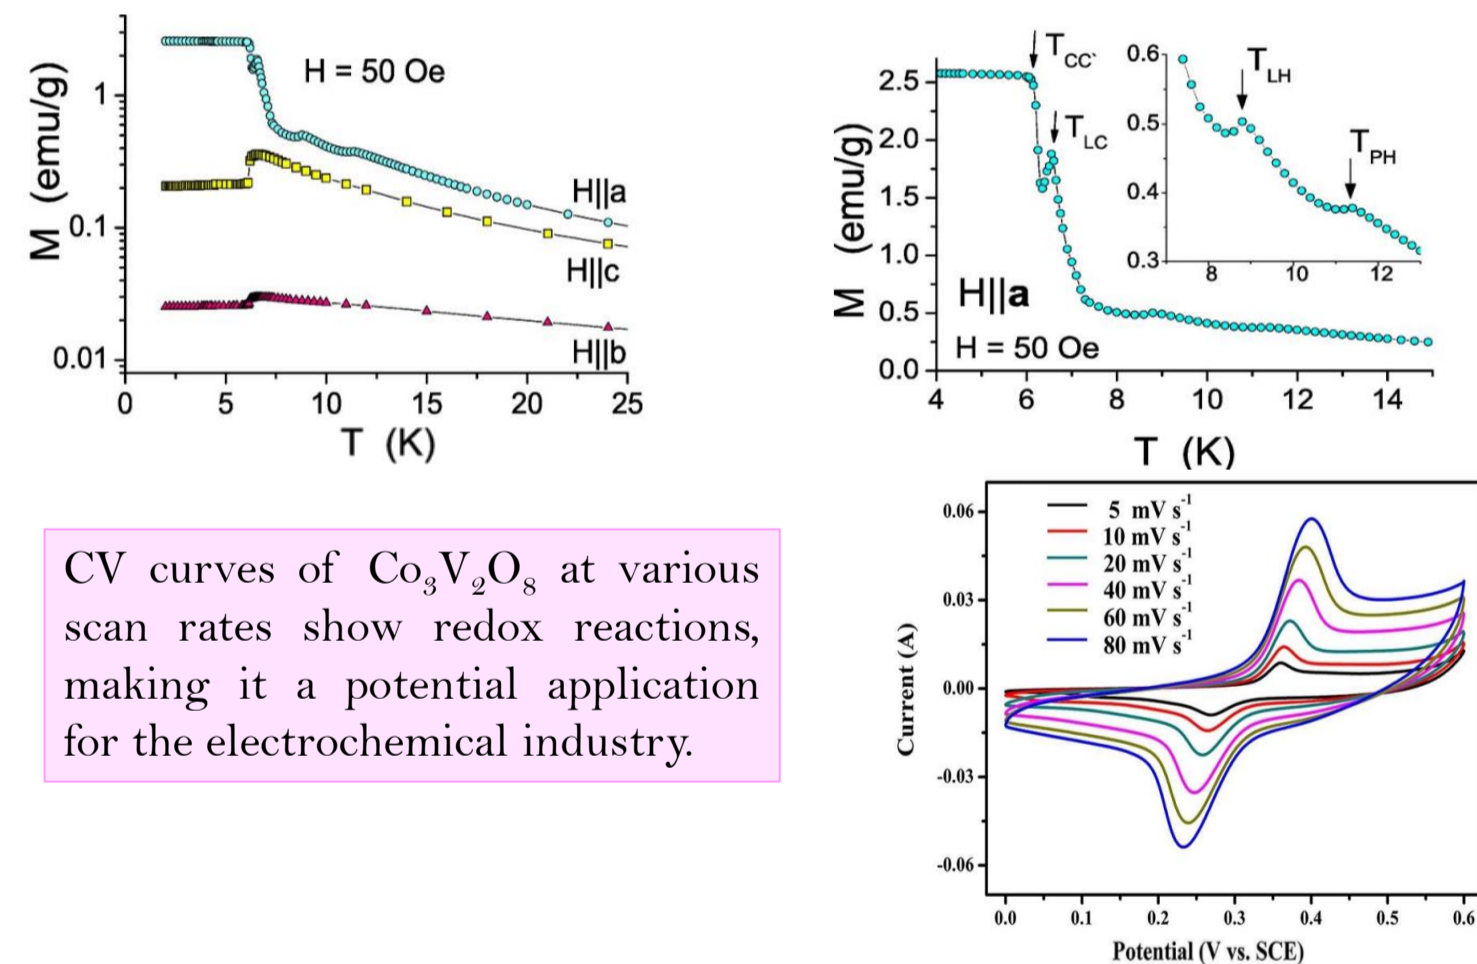 H = 50 Oe
H||a
H||c
H||b
M (emu/g)
1
0.1
0.01
0 5 10 15 20 25
T (K)
T_CC`
T_LC
M (emu/g)
2.5
2.0
1.5
1.0
0.5
0.0
H||a
H = 50 Oe
4 6 8 10 12 14
T (K)
0.6
0.5
0.4
0.3
T_LH
T_PH
8 10 12
CV curves of Co₃V₂O₈ at various
scan rates show redox reactions,
making it a potential application
for the electrochemical industry.
5 mV s⁻¹
10 mV s⁻¹
20 mV s⁻¹
40 mV s⁻¹
60 mV s⁻¹
80 mV s⁻¹
Current (A)
0.06
0.03
0.00
-0.03
-0.06
0.0 0.1 0.2 0.3 0.4 0.5 0.6
Potential (V vs. SCE)